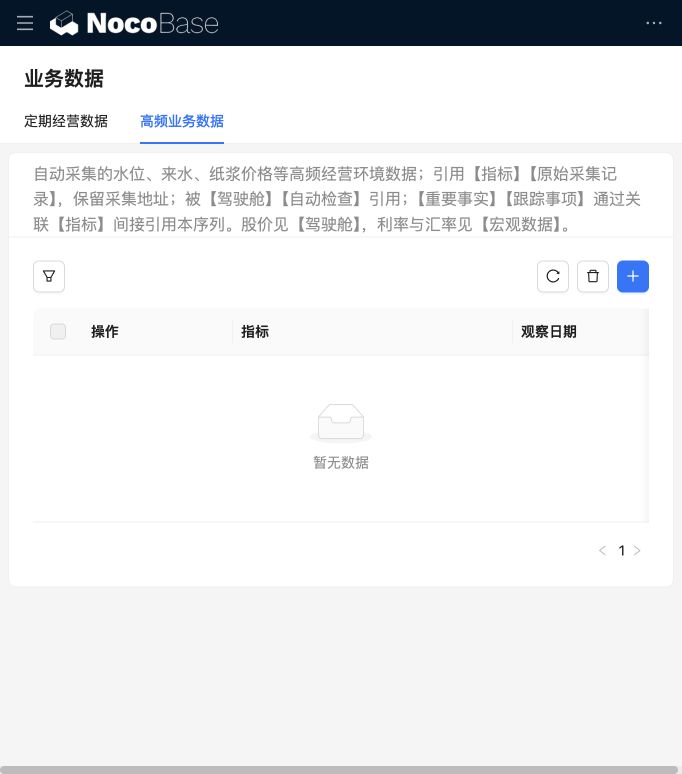 NocoBase
业务数据
定期经营数据 高频业务数据
自动采集的水位、来水、纸浆价格等高频经营环境数据；引用【指标】【原始采集记
录】，保留采集地址；被【驾驶舱】【自动检查】引用；【重要事实】【跟踪事项】通过关
联【指标】间接引用本序列。股价见【驾驶舱】，利率与汇率见【宏观数据】。
操作 指标 观察日期
暂无数据
1